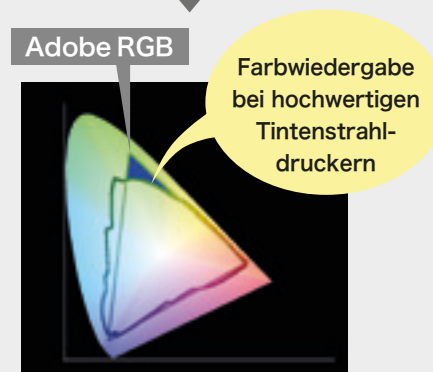 Adobe RGB
Farbwiedergabe
bei hochwertigen
Tintenstrahl-
druckern